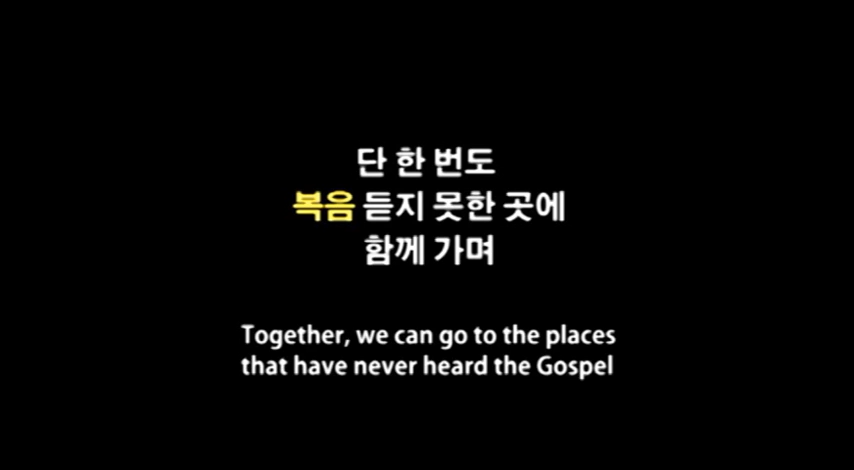 단 한 번도
복음 듣지 못한 곳에
함께 가며
Together, we can go to the places
that have never heard the Gospel